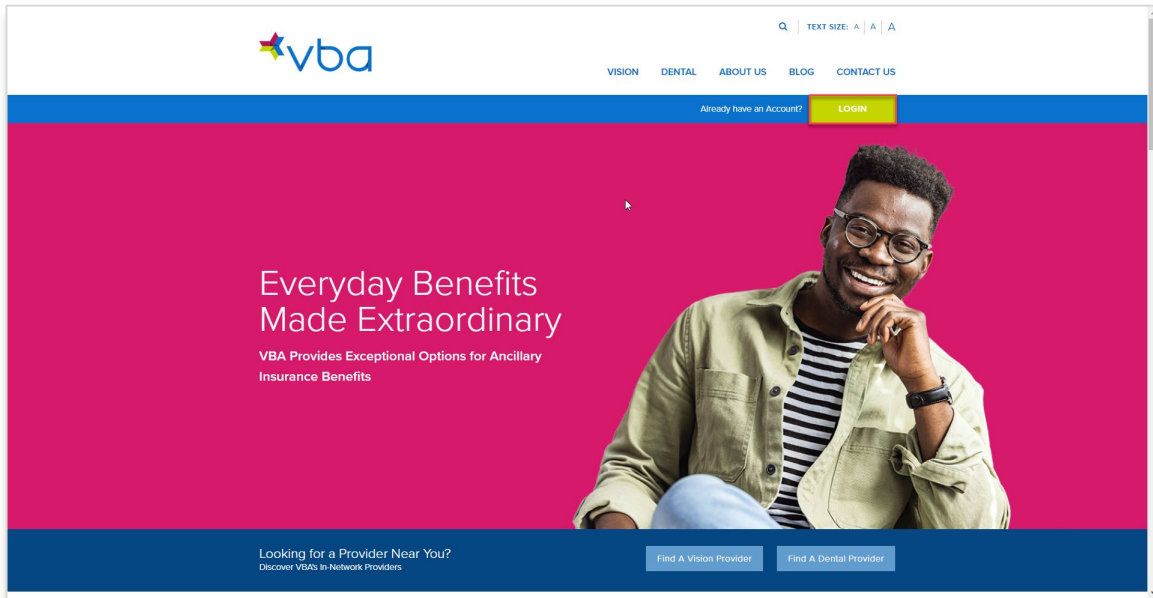 vba
TEXT SIZE: A A A
VISION DENTAL ABOUT US BLOG CONTACT US
Already have an Account? LOGIN
Everyday Benefits
Made Extraordinary
VBA Provides Exceptional Options for Ancillary
Insurance Benefits
Looking for a Provider Near You?
Discover VBA's In-Network Providers
Find A Vision Provider Find A Dental Provider